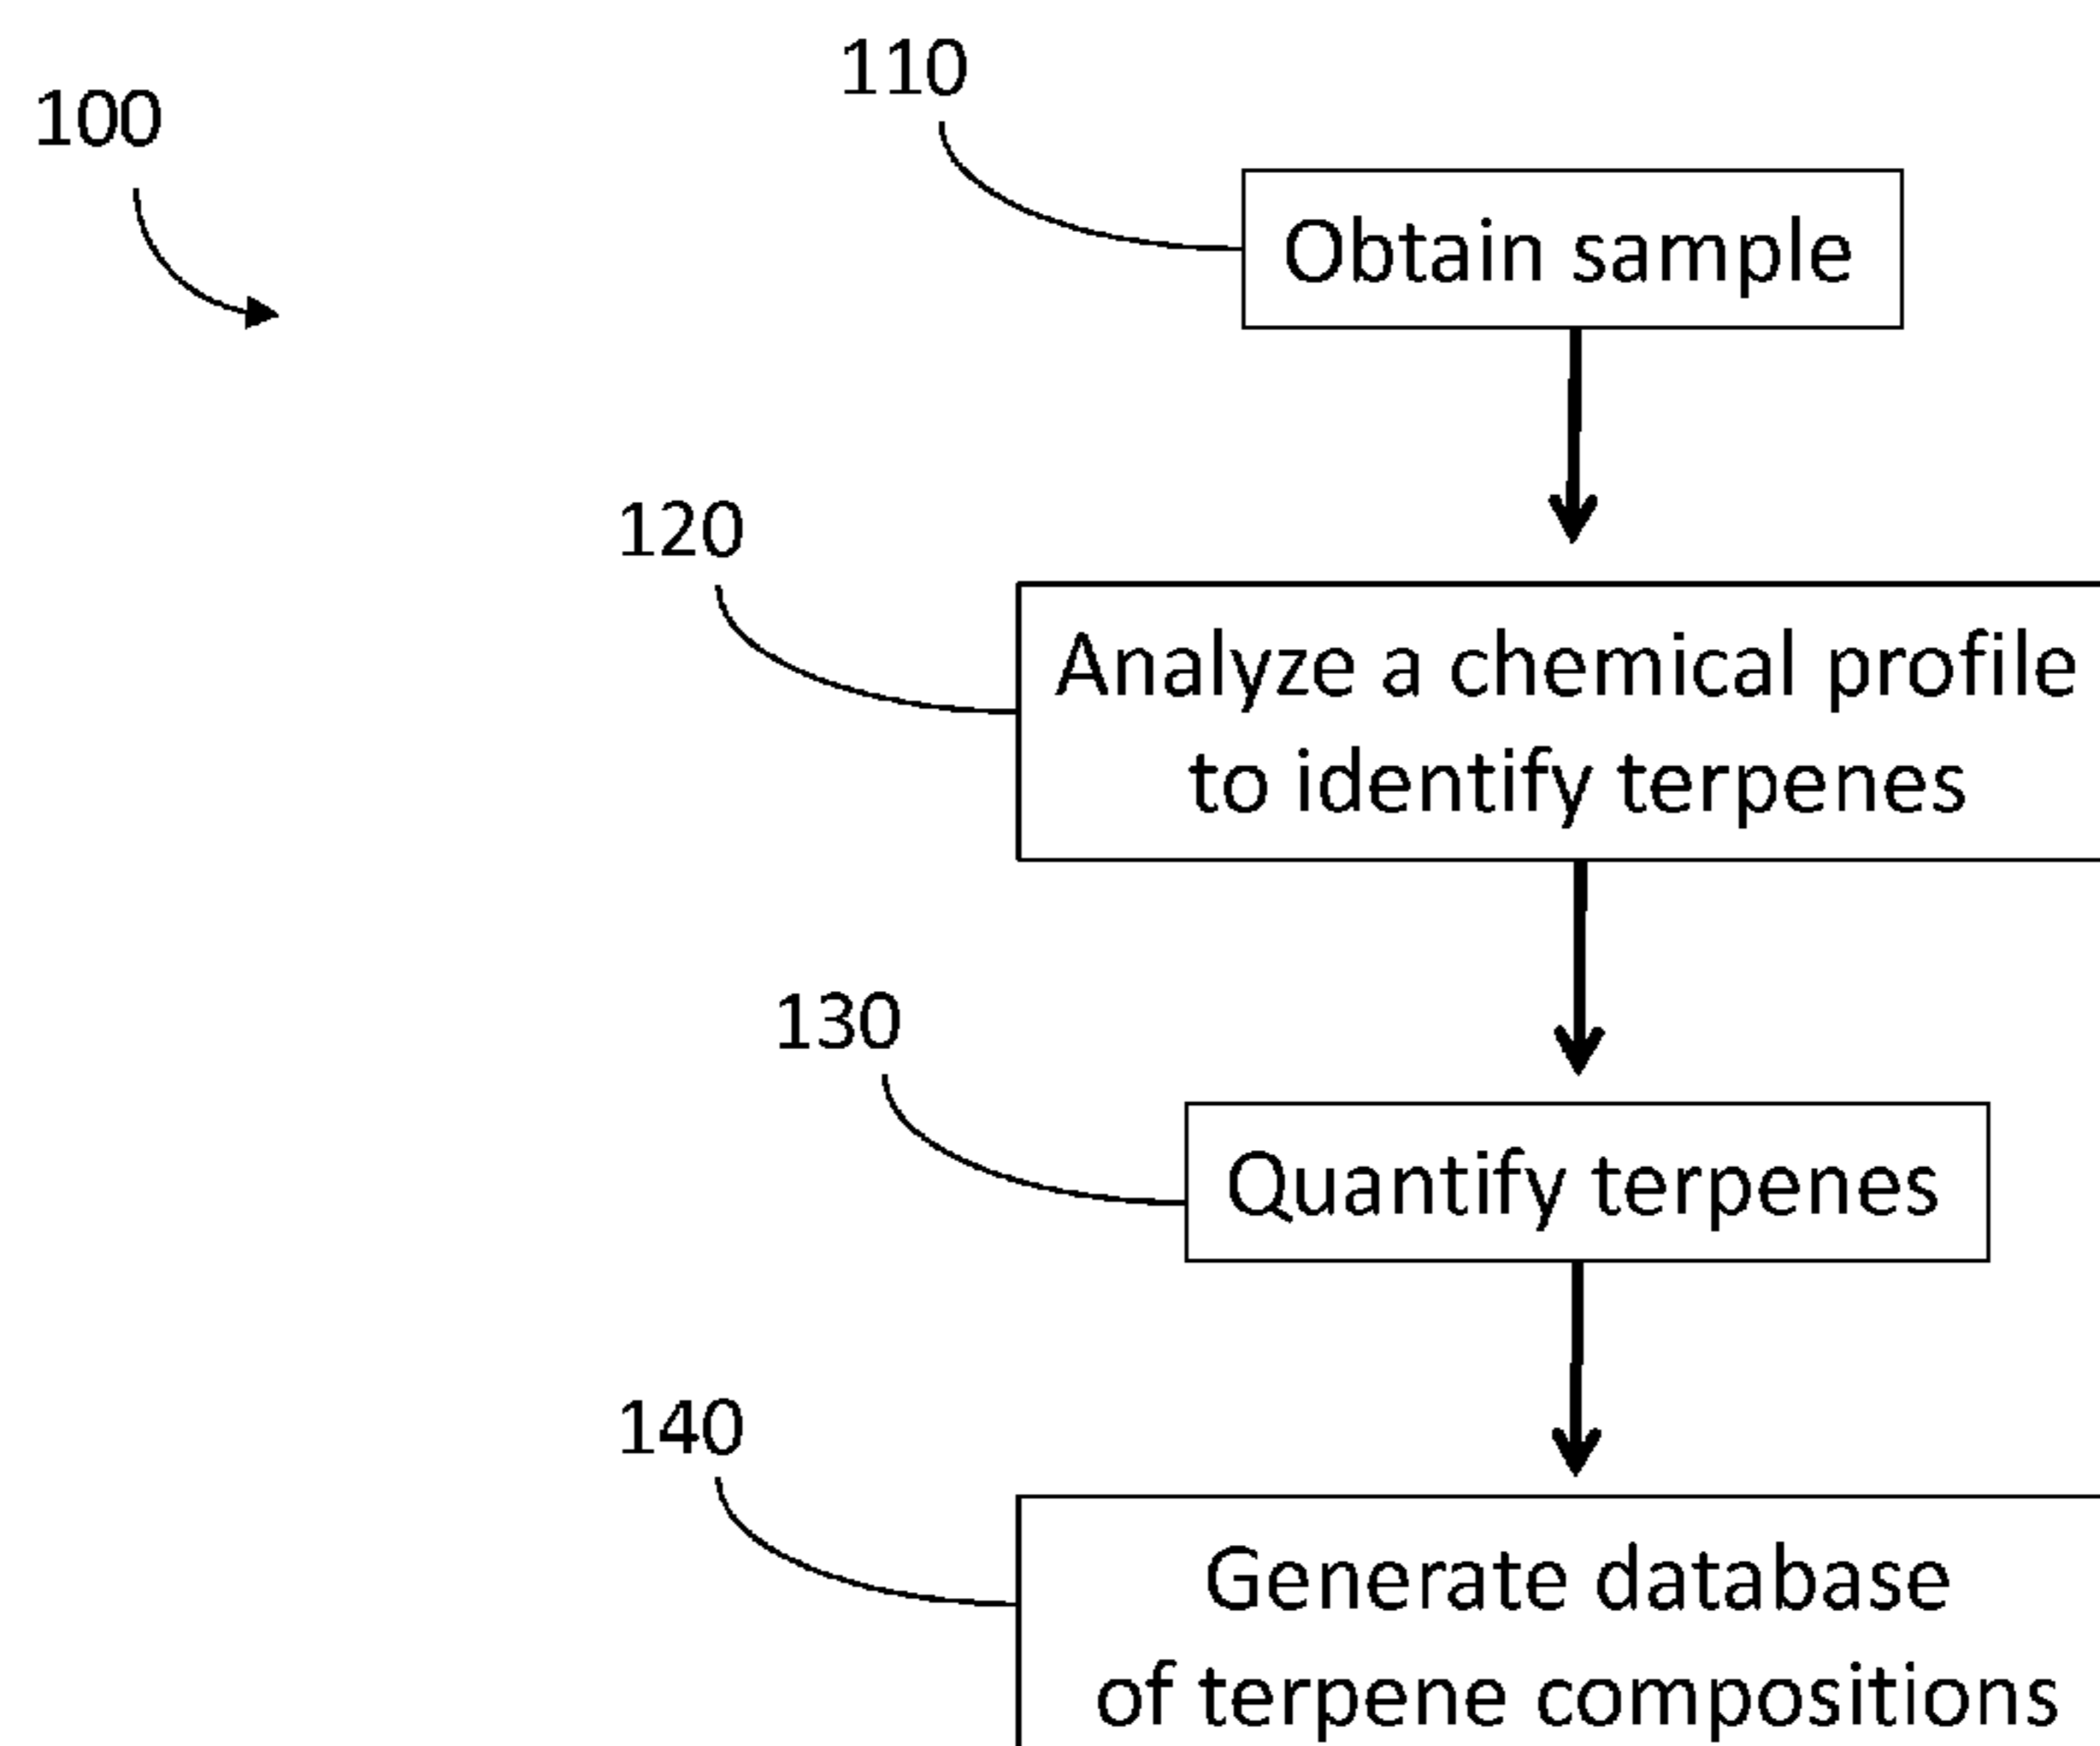 110
100
Obtain sample
120
Analyze a chemical profile
to identify terpenes
130
Quantify terpenes
140
Generate database
of terpene compositions